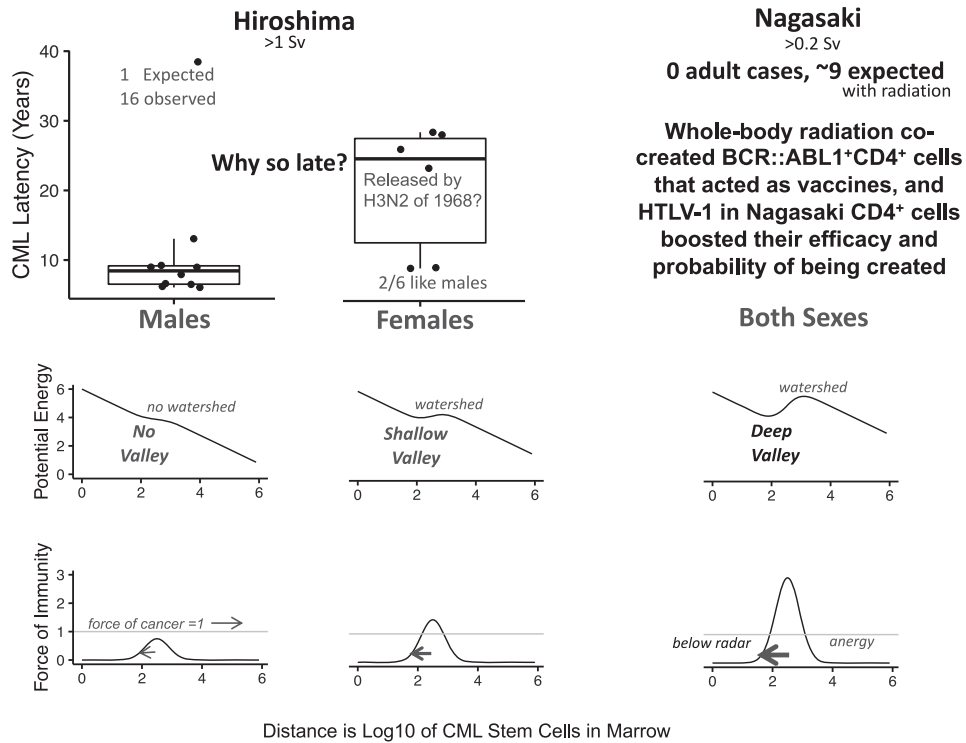 Hiroshima
>1 Sv
Nagasaki
>0.2 Sv
0 adult cases, ~9 expected
with radiation
CML Latency (Years)
40
30
20
10
1 Expected
16 observed
Why so late?
Released by
H3N2 of 1968?
2/6 like males
Whole-body radiation co-
created BCR::ABL1⁺CD4⁺ cells
that acted as vaccines, and
HTLV-1 in Nagasaki CD4⁺ cells
boosted their efficacy and
probability of being created
Males
Females
Both Sexes
Potential Energy
6
4
2
0
no watershed
No
Valley
0 2 4 6
watershed
Shallow
Valley
0 2 4 6
watershed
Deep
Valley
0 2 4 6
Force of Immunity
3
2
1
0
force of cancer =1
0 2 4 6
0 2 4 6
below radar
anergy
0 2 4 6
Distance is Log10 of CML Stem Cells in Marrow